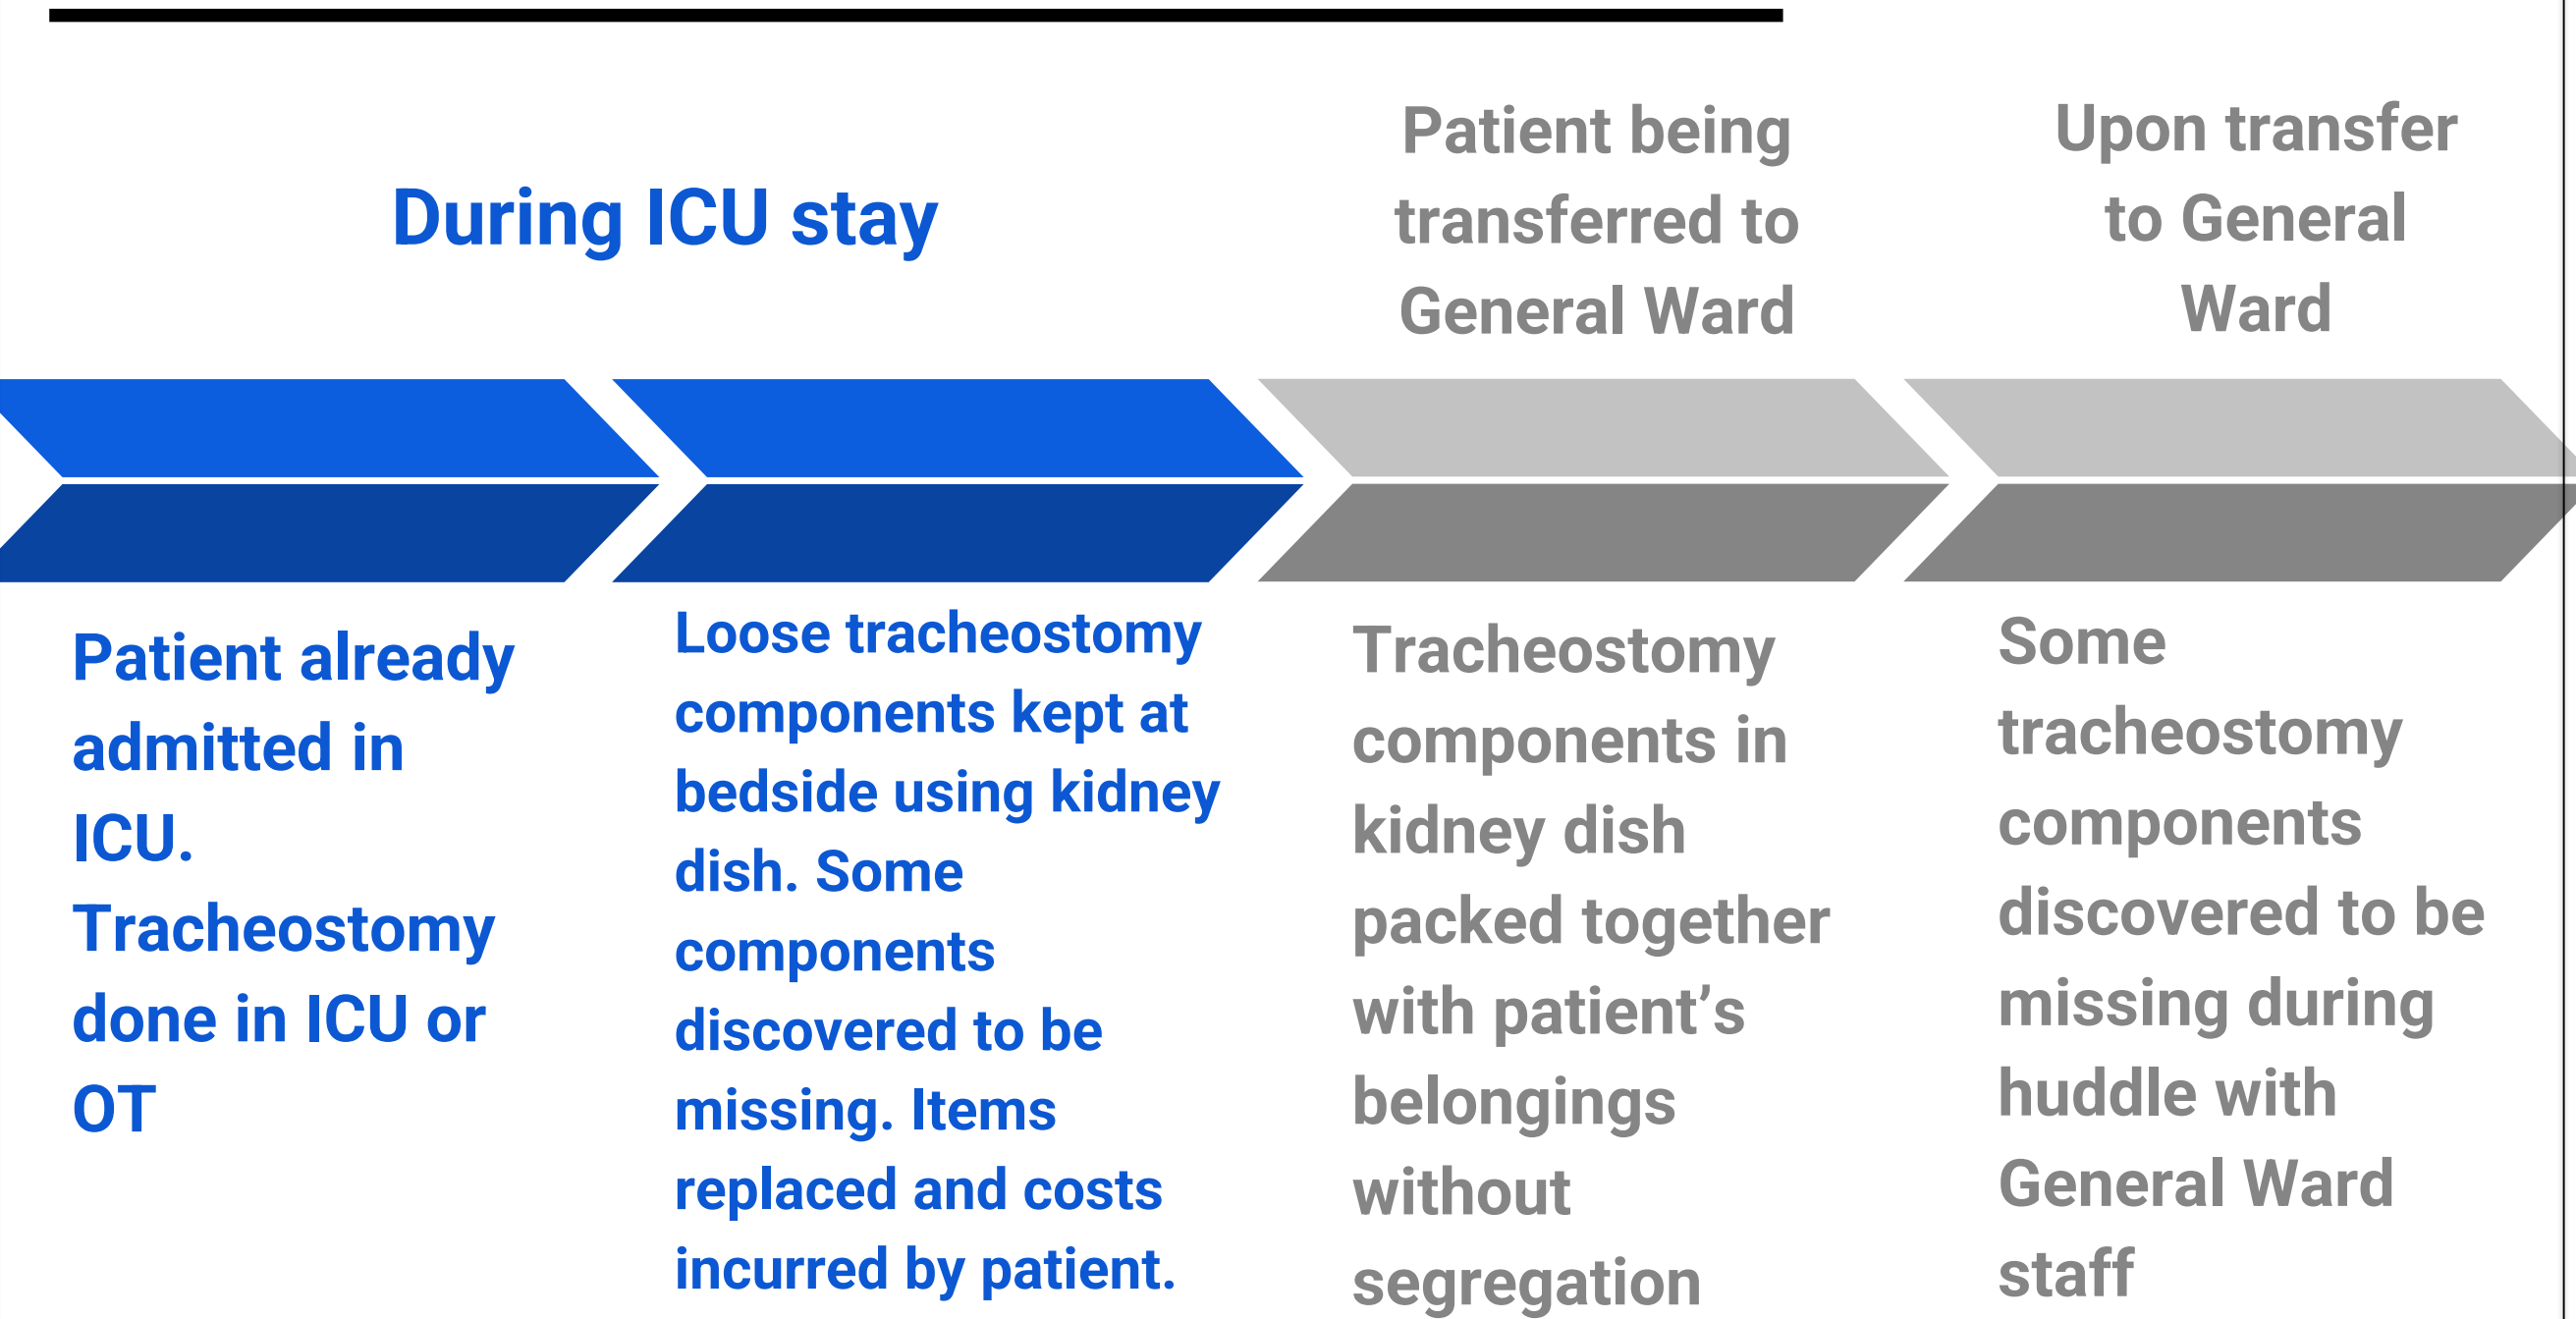 During ICU stay
Patient being
transferred to
General Ward
Upon transfer
to General
Ward
Patient already
admitted in
ICU.
Tracheostomy
done in ICU or
OT
Loose tracheostomy
components kept at
bedside using kidney
dish. Some
components
discovered to be
missing. Items
replaced and costs
incurred by patient.
Tracheostomy
components in
kidney dish
packed together
with patient’s
belongings
without
segregation
Some
tracheostomy
components
discovered to be
missing during
huddle with
General Ward
staff